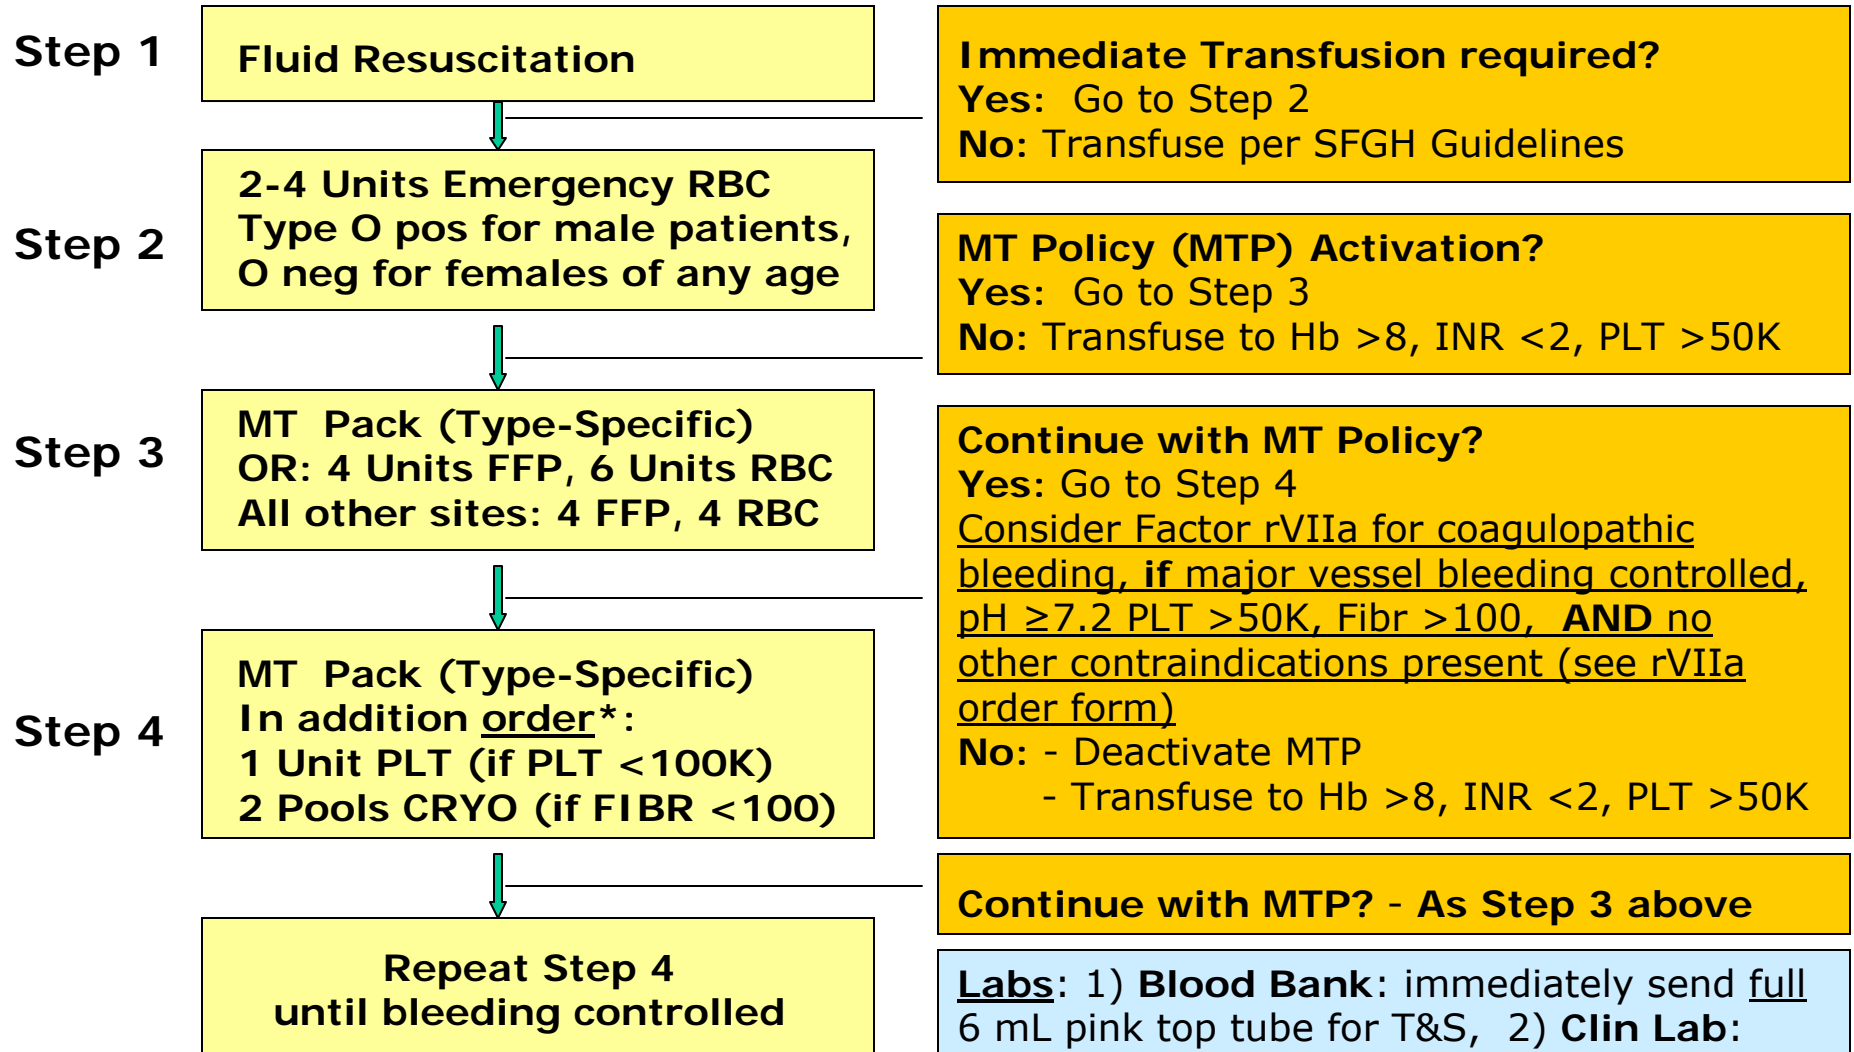 Step 1
Fluid Resuscitation
Immediate Transfusion required?
Yes: Go to Step 2
No: Transfuse per SFGH Guidelines
Step 2
2-4 Units Emergency RBC
Type O pos for male patients,
O neg for females of any age
MT Policy (MTP) Activation?
Yes: Go to Step 3
No: Transfuse to Hb >8, INR <2, PLT >50K
Step 3
MT Pack (Type-Specific)
OR: 4 Units FFP, 6 Units RBC
All other sites: 4 FFP, 4 RBC
Continue with MT Policy?
Yes: Go to Step 4
Consider Factor rVIIa for coagulopathic
bleeding, if major vessel bleeding controlled,
pH ≥7.2 PLT >50K, Fibr >100, AND no
other contraindications present (see rVIIa
order form)
No: - Deactivate MTP
- Transfuse to Hb >8, INR <2, PLT >50K
Step 4
MT Pack (Type-Specific)
In addition order*:
1 Unit PLT (if PLT <100K)
2 Pools CRYO (if FIBR <100)
Continue with MTP? - As Step 3 above
Repeat Step 4
until bleeding controlled
Labs: 1) Blood Bank: immediately send full
6 mL pink top tube for T&S, 2) Clin Lab: